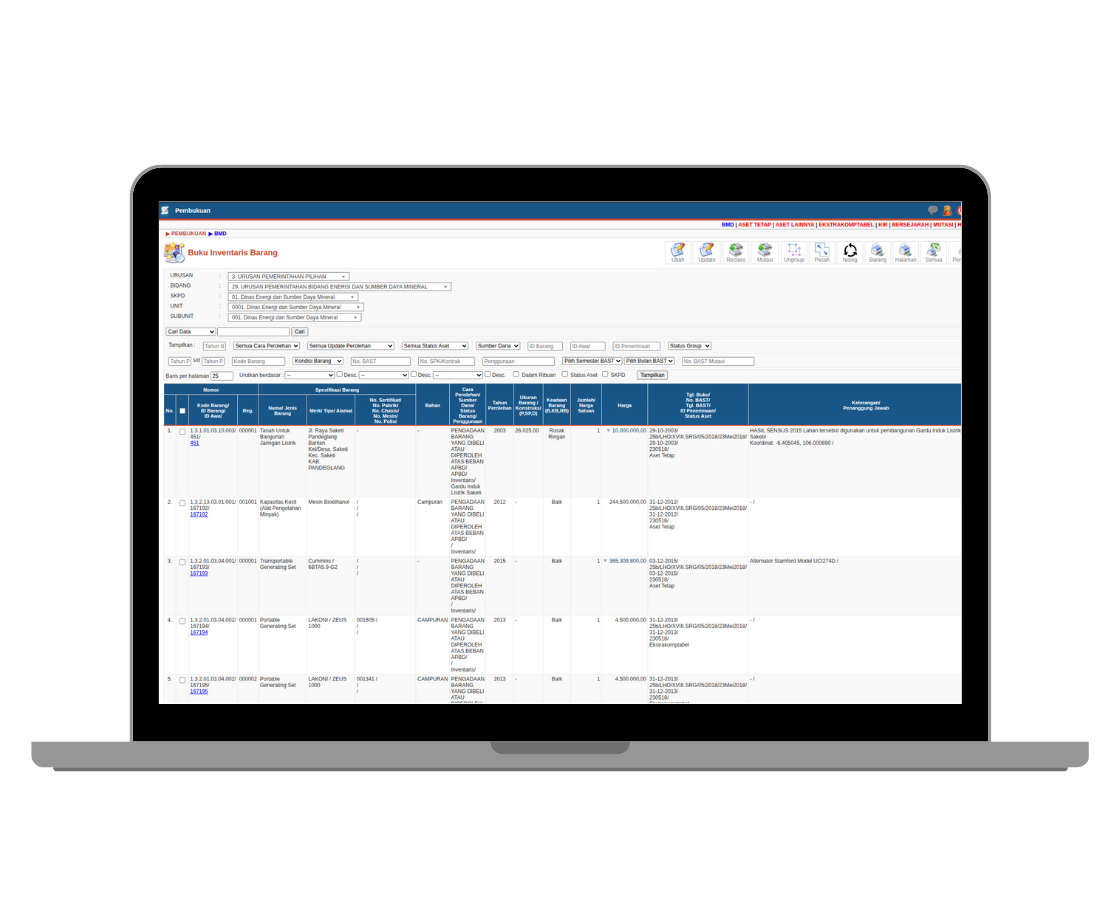 Pembukuan
BMD | ASET TETAP | ASET LAINNYA | EKSTRAKOMPTABEL | KIR | BERSEJARAH | MUTASI |
PEMBUKUAN BMD
Buku Inventaris Barang
Ubah Update Reclass Mutasi Ungroup Pecah Noreg Barang Halaman Semua
URUSAN : 3. URUSAN PEMERINTAHAN PILIHAN
BIDANG : 29. URUSAN PEMERINTAHAN BIDANG ENERGI DAN SUMBER DAYA MINERAL
SKPD : 01. Dinas Energi dan Sumber Daya Mineral
UNIT : 0001. Dinas Energi dan Sumber Daya Mineral
SUBUNIT : 001. Dinas Energi dan Sumber Daya Mineral
Cari Data Cari
Tampilkan : Tahun B Semua Cara Perolehan Semua Update Perolehan Semua Status Aset Sumber Dana ID Barang ID Awal ID Penerimaan Status Group
Tahun P s/d Tahun P Kode Barang Kondisi Barang No. BAST No. SPK/Kontrak Penggunaan Pilih Semester BAST Pilih Bulan BAST No. BAST Mutasi
Baris per halaman 25 Urutkan berdasar : -- Desc. -- Desc. -- Desc. Dalam Ribuan Status Aset SKPD Tampilkan
Nomor
Spesifikasi Barang
No.
Kode Barang/
ID Barang/
ID Awal
Reg.
Nama/ Jenis
Barang
Merk/ Tipe/ Alamat
No. Sertifikat/
No. Pabrik/
No. Chasis/
No. Mesin/
No. Polisi
Bahan
Cara
Perolehan/
Sumber
Dana/
Status
Barang/
Penggunaan
Tahun
Perolehan
Ukuran
Barang /
Konstruksi
(P,SP,D)
Keadaan
Barang
(B,KB,RB)
Jumlah/
Harga
Satuan
Harga
Tgl. Buku/
No. BAST/
Tgl. BAST/
ID Penerimaan/
Status Aset
Keterangan/
Penanggung Jawab
1.
1.3.1.01.03.10.003/
451/
451
000001
Tanah Untuk
Bangunan
Jaringan Listrik
Jl. Raya Saketi
Pandeglang
Banten
Kel/Desa. Saketi
Kec. Saketi
KAB.
PANDEGLANG
-
-
PENGADAAN
BARANG
YANG DIBELI
ATAU
DIPEROLEH
ATAS BEBAN
APBD/
APBD/
Inventaris/
Gardu Induk
Listrik Saketi
2003
26.025,00
Rusak
Ringan
1
10.000.000,00
29-10-2003/
25b/LHD/XVIII.SRG/05/2018/23Mei2018/
29-10-2003/
230518/
Aset Tetap
HASIL SENSUS 2015 Lahan tersebut digunakan untuk pembangunan Gardu Induk Listrik
Saketi/
Koordinat: -6.405045, 106.000690 /
2.
1.3.2.13.03.01.001/
167102/
167102
001001
Kapasitas Kecil
(Alat Pengolahan
Minyak)
Mesin Bioethanol
/
/
/
Campuran
PENGADAAN
BARANG
YANG DIBELI
ATAU
DIPEROLEH
ATAS BEBAN
APBD/
/
Inventaris/
2012
-
Baik
1
244.500.000,00
31-12-2012/
25b/LHD/XVIII.SRG/05/2018/23Mei2018/
31-12-2012/
230518/
Aset Tetap
- /
3.
1.3.2.01.03.04.001/
167103/
167103
000001
Transportable
Generating Set
Cummins /
6BTA5.9-G2
/
/
/
-
PENGADAAN
BARANG
YANG DIBELI
ATAU
DIPEROLEH
ATAS BEBAN
APBD/
/
Inventaris/
2015
-
Baik
1
365.309.800,00
03-12-2015/
25b/LHD/XVIII.SRG/05/2018/23Mei2018/
03-12-2015/
230518/
Aset Tetap
Alternator Stamford Model UCI274D /
4.
1.3.2.01.03.04.002/
167104/
167104
000001
Portable
Generating Set
LAKONI / ZEUS
1000
001605 /
/
/
CAMPURAN
PENGADAAN
BARANG
YANG DIBELI
ATAU
DIPEROLEH
ATAS BEBAN
APBD/
/
Inventaris/
2013
-
Baik
1
4.500.000,00
31-12-2013/
25b/LHD/XVIII.SRG/05/2018/23Mei2018/
31-12-2013/
230518/
Ekstrakomptabel
- /
5.
1.3.2.01.03.04.002/
167105/
167105
000002
Portable
Generating Set
LAKONI / ZEUS
1000
001341 /
/
/
CAMPURAN
PENGADAAN
BARANG
YANG DIBELI
ATAU
2013
-
Baik
1
4.500.000,00
31-12-2013/
25b/LHD/XVIII.SRG/05/2018/23Mei2018/
31-12-2013/
230518/
- /